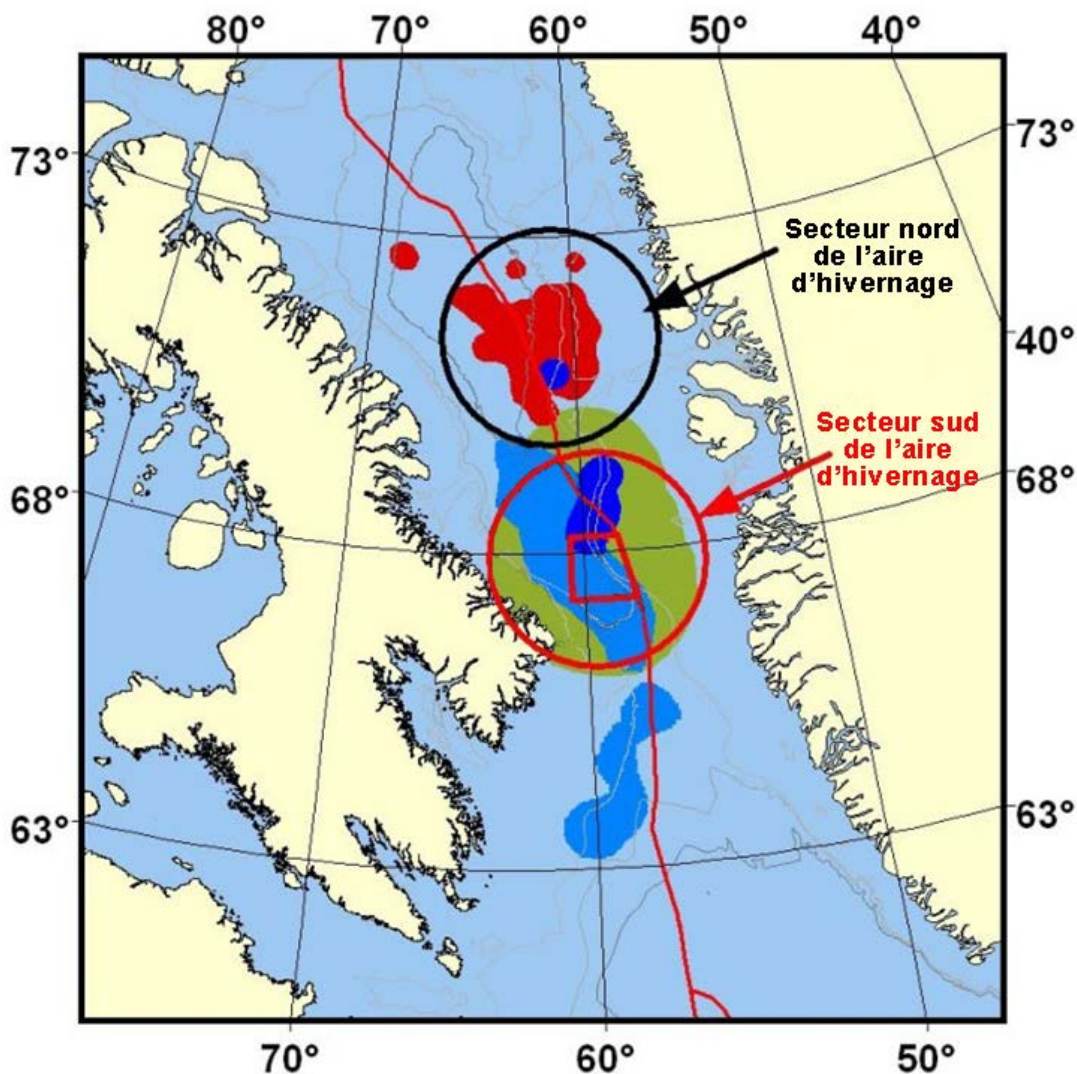 80° 70° 60° 50° 40°
73°
73°
Secteur nord
de l'aire
d'hivernage
40°
Secteur sud
de l'aire
d'hivernage
68°
68°
63°
63°
70° 60° 50°